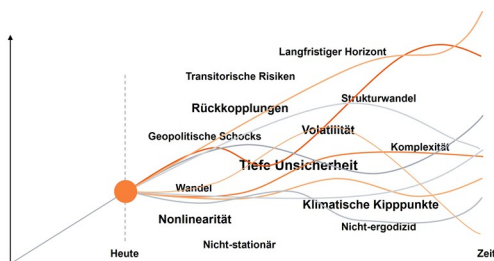 Langfristiger Horizont
Transitorische Risiken
Strukturwandel
Rückkopplungen
Volatilität
Geopolitische Schocks
Komplexität
Tiefe Unsicherheit
Wandel
Klimatische Kipppunkte
Nonlinearität
Nicht-ergodizid
Nicht-stationär
Heute
Zeit